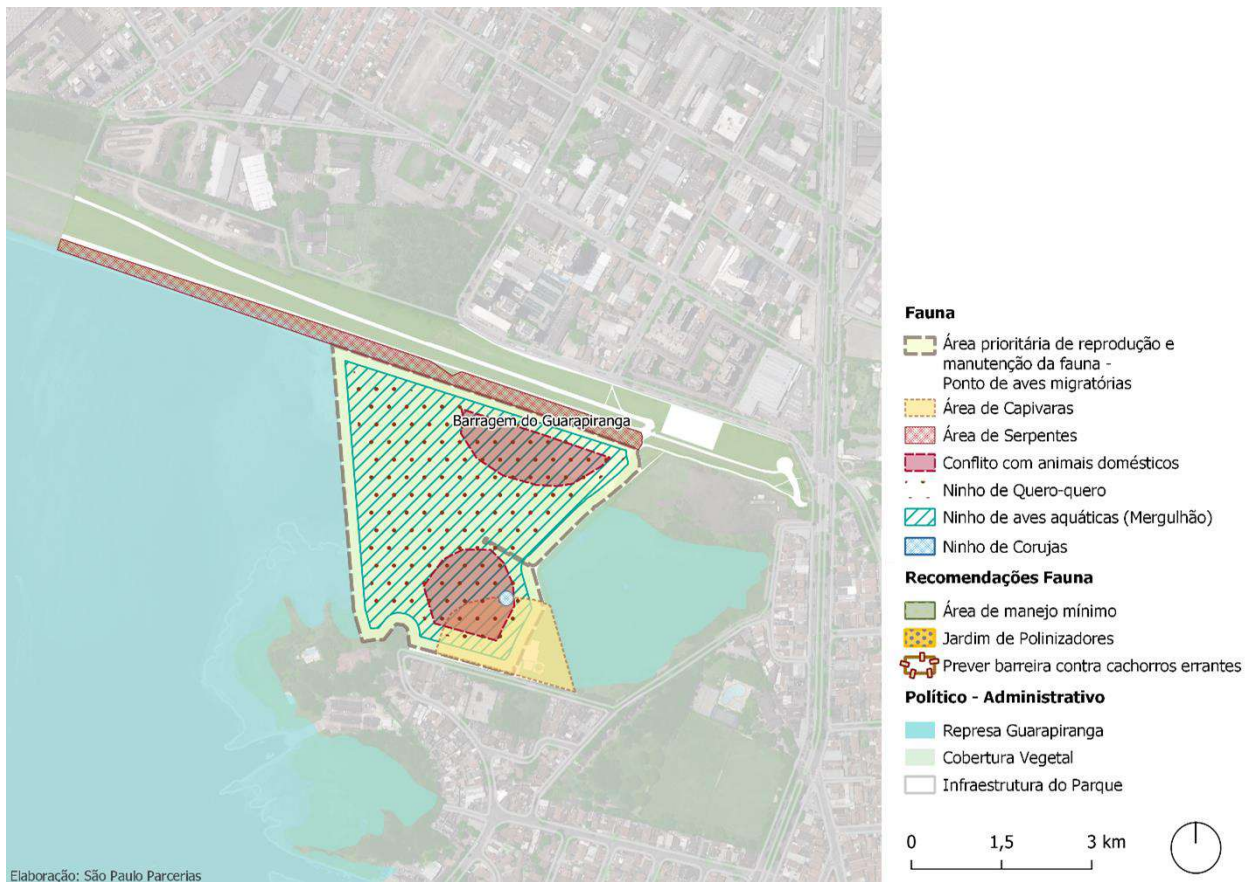 Barragem do Guarapiranga
Elaboração: São Paulo Parcerias
Fauna
Área prioritária de reprodução e
manutenção da fauna -
Ponto de aves migratórias
Área de Capivaras
Área de Serpentes
Conflito com animais domésticos
Ninho de Quero-quero
Ninho de aves aquáticas (Mergulhão)
Ninho de Corujas
Recomendações Fauna
Área de manejo mínimo
Jardim de Polinizadores
Prever barreira contra cachorros errantes
Político - Administrativo
Represa Guarapiranga
Cobertura Vegetal
Infraestrutura do Parque
0 1,5 3 km